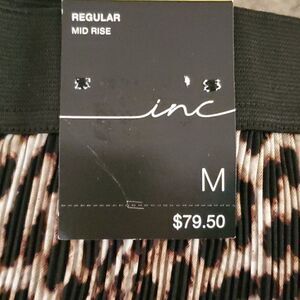 REGULAR
MID RISE
inc
M
$79.50